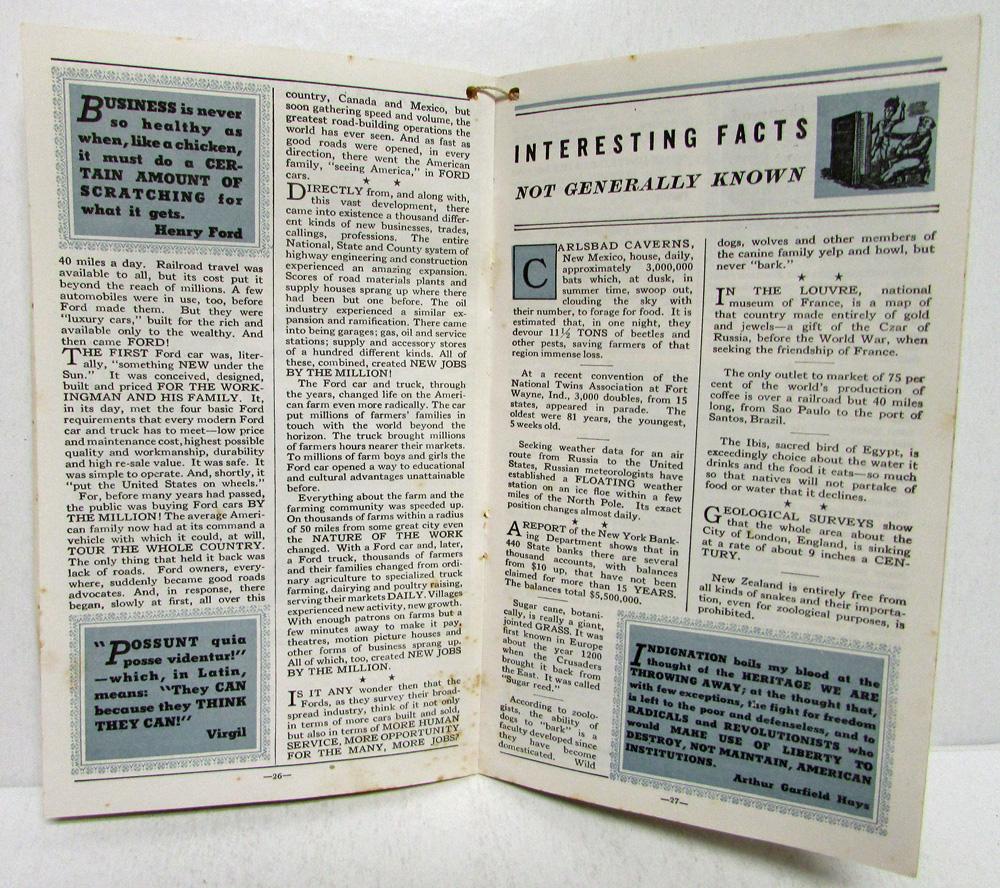 BUSINESS is never
so healthy as
when, like a chicken,
it must do a CER-
TAIN AMOUNT OF
SCRATCHING for
what it gets.
Henry Ford
40 miles a day. Railroad travel was
available to all, but its cost put it
beyond the reach of millions. A few
automobiles were in use, too, before
Ford made them. But they were
"luxury cars," built for the rich and
available only to the wealthy. And
then came FORD!
THE FIRST Ford car was, liter-
ally, "something NEW under the
Sun." It was conceived, designed,
built and priced FOR THE WORK-
INGMAN AND HIS FAMILY. It,
in its day, met the four basic Ford
requirements that every modern Ford
car and truck has to meet—low price
and maintenance cost, highest possible
quality and workmanship, durability
and high re-sale value. It was safe. It
was simple to operate. And, shortly, it
"put the United States on wheels."
For, before many years had passed,
the public was buying Ford cars BY
THE MILLION! The average Ameri-
can family now had at its command a
vehicle with which it could, at will,
TOUR THE WHOLE COUNTRY.
The only thing that held it back was
lack of roads. Ford owners, every-
where, suddenly became good roads
advocates. And, in response, there
began, slowly at first, all over this
"POSSUNT quia
posse videntur!"
—which, in Latin,
means: "They CAN
because they THINK
THEY CAN!"
Virgil
country, Canada and Mexico, but
soon gathering speed and volume, the
greatest road-building operations the
world has ever seen. And as fast as
good roads were opened, in every
direction, there went the American
family, "seeing America," in FORD
cars.
★ ★
DIRECTLY from, and along with,
this vast development, there
came into existence a thousand differ-
ent kinds of new businesses, trades,
callings, professions. The entire
National, State and County system of
highway engineering and construction
experienced an amazing expansion.
Scores of road materials plants and
supply houses sprang up where there
had been but one before. The oil
industry experienced a similar ex-
pansion and ramification. There came
into being garages; gas, oil and service
stations; supply and accessory stores
of a hundred different kinds. All of
these, combined, created NEW JOBS
BY THE MILLION!
The Ford car and truck, through
the years, changed life on the Ameri-
can farm even more radically. The car
put millions of farmers' families in
touch with the world beyond the
horizon. The truck brought millions
of farmers hours nearer their markets.
To millions of farm boys and girls the
Ford car opened a way to educational
and cultural advantages unattainable
before.
Everything about the farm and the
farming community was speeded up.
On thousands of farms within a radius
of 50 miles from some great city even
the NATURE OF THE WORK
changed. With a Ford car and, later,
a Ford truck, thousands of farmers
and their families changed from ordi-
nary agriculture to specialized truck
farming, dairying and poultry raising,
serving their markets DAILY. Villages
experienced new activity, new growth.
With enough patrons on farms but a
few minutes away to make it pay,
theatres, motion picture houses and
other forms of business sprang up.
All of which, too, created NEW JOBS
BY THE MILLION.
★ ★
IS IT ANY wonder then that the
Fords, as they survey their broad-
spread industry, think of it not only
in terms of more cars built and sold,
but also in terms of MORE HUMAN
SERVICE, MORE OPPORTUNITY
FOR THE MANY, MORE JOBS?
—26—
INTERESTING FACTS
NOT GENERALLY KNOWN
CARLSBAD CAVERNS,
New Mexico, house, daily,
approximately 3,000,000
bats which, at dusk, in
summer time, swoop out,
clouding the sky with
their number, to forage for food. It is
estimated that, in one night, they
devour 11½ TONS of beetles and
other pests, saving farmers of that
region immense loss.
At a recent convention of the
National Twins Association at Fort
Wayne, Ind., 3,000 doubles, from 15
states, appeared in parade. The
oldest were 81 years, the youngest,
5 weeks old.
Seeking weather data for an air
route from Russia to the United
States, Russian meteorologists have
established a FLOATING weather
station on an ice floe within a few
miles of the North Pole. Its exact
position changes almost daily.
★ ★
A REPORT of the New York Bank-
ing Department shows that in
440 State banks there are several
thousand accounts, with balances
from $10 up, that have not been
claimed for more than 15 YEARS.
The balances total $5,500,000.
Sugar cane, botani-
cally, is really a giant
jointed GRASS. It was
first known in Europe
about the year 1200
when the Crusaders
brought it back from
the East. It was called
"Sugar reed."
According to zoolo-
gists, the ability of
dogs to "bark" is a
faculty developed since
they have become
domesticated. Wild
dogs, wolves and other members of
the canine family yelp and howl, but
never "bark."
★ ★
IN THE LOUVRE, national
museum of France, is a map of
that country made entirely of gold
and jewels—a gift of the Czar of
Russia, before the World War, when
seeking the friendship of France.
The only outlet to market of 75 per
cent of the world's production of
coffee is over a railroad but 40 miles
long, from Sao Paulo to the port of
Santos, Brazil.
The Ibis, sacred bird of Egypt, is
exceedingly choice about the water it
drinks and the food it eats—so much
so that natives will not partake of
food or water that it declines.
★ ★
GEOLOGICAL SURVEYS show
that the whole area about the
City of London, England, is sinking
at a rate of about 9 inches a CEN-
TURY.
New Zealand is entirely free from
all kinds of snakes and their importa-
tion, even for zoological purposes, is
prohibited.
INDIGNATION boils my blood at the
thought of the HERITAGE WE ARE
THROWING AWAY; at the thought that,
with few exceptions, the fight for freedom
is left to the poor and defenseless, and to
RADICALS and REVOLUTIONISTS who
would MAKE USE OF LIBERTY TO
DESTROY, NOT MAINTAIN, AMERICAN
INSTITUTIONS.
Arthur Garfield Hays
—27—